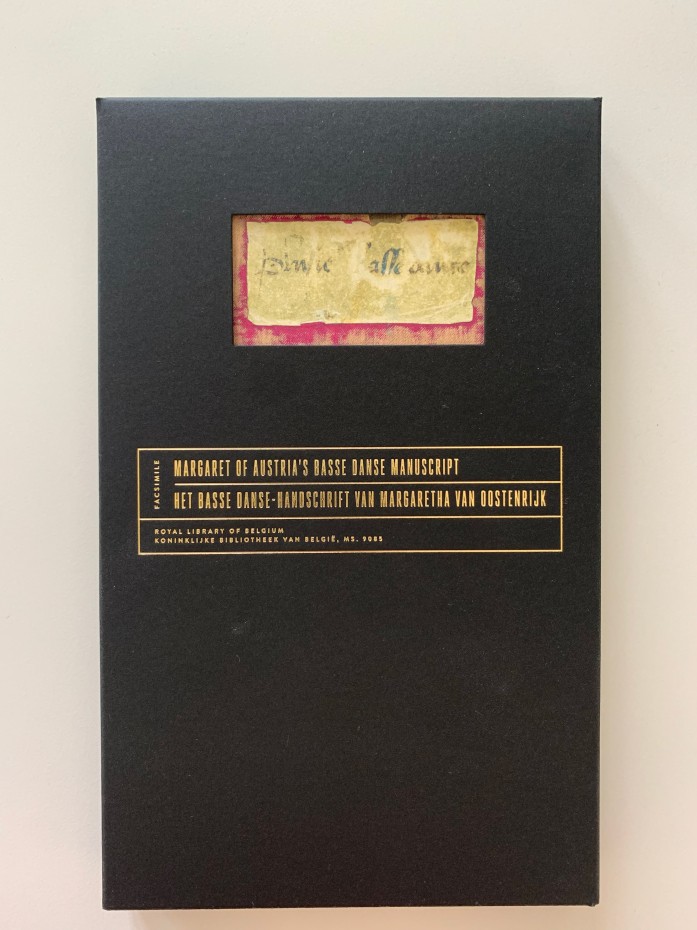 basse danse
FACSIMILE
MARGARET OF AUSTRIA'S BASSE DANSE MANUSCRIPT
HET BASSE DANSE-HANDSCHRIFT VAN MARGARETHA VAN OOSTENRIJK
ROYAL LIBRARY OF BELGIUM
KONINKLIJKE BIBLIOTHEEK VAN BELGIË, MS. 9085